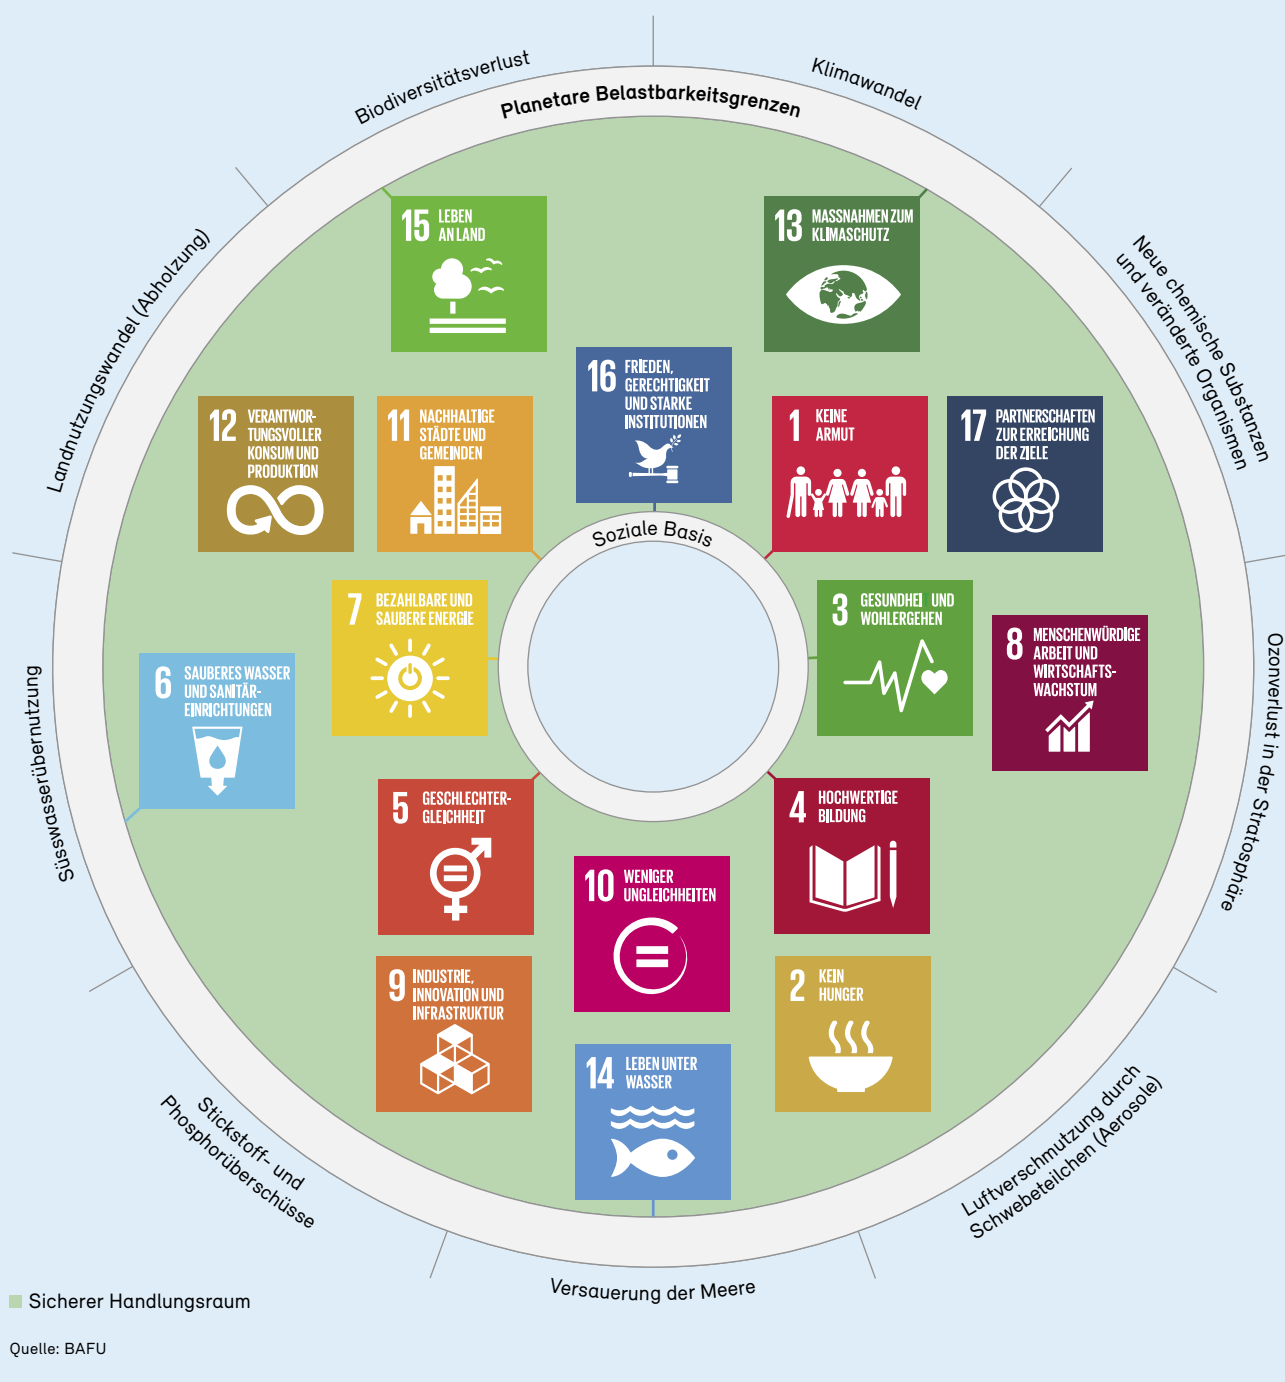 Biodiversitätsverlust
Klimawandel
Planetare Belastbarkeitsgrenzen
Landnutzungswandel (Abholzung)
Neue chemische Substanzen
und veränderte Organismen
15 LEBEN
AN LAND
13 MASSNAHMEN ZUM
KLIMASCHUTZ
16 FRIEDEN,
GERECHTIGKEIT
UND STARKE
INSTITUTIONEN
12 VERANTWOR-
TUNGSVOLLER
KONSUM UND
PRODUKTION
11 NACHHALTIGE
STÄDTE UND
GEMEINDEN
1 KEINE
ARMUT
17 PARTNERSCHAFTEN
ZUR ERREICHUNG
DER ZIELE
Soziale Basis
7 BEZAHLBARE UND
SAUBERE ENERGIE
3 GESUNDHEI UND
WOHLERGEHEN
8 MENSCHENWÜRDIGE
ARBEIT UND
WIRTSCHAFTS-
WACHSTUM
6 SAUBERES WASSER
UND SANITÄR-
EINRICHTUNGEN
Süsswasserübernutzung
Ozonverlust in der Stratosphäre
5 GESCHLECHTER-
GLEICHHEIT
4 HOCHWERTIGE
BILDUNG
10 WENIGER
UNGLEICHHEITEN
9 INDUSTRIE,
INNOVATION UND
INFRASTRUKTUR
2 KEIN
HUNGER
14 LEBEN UNTER
WASSER
Stickstoff- und
Phosphorüberschüsse
Luftverschmutzung durch
Schwebeteilchen (Aerosole)
Versauerung der Meere
Sicherer Handlungsraum
Quelle: BAFU